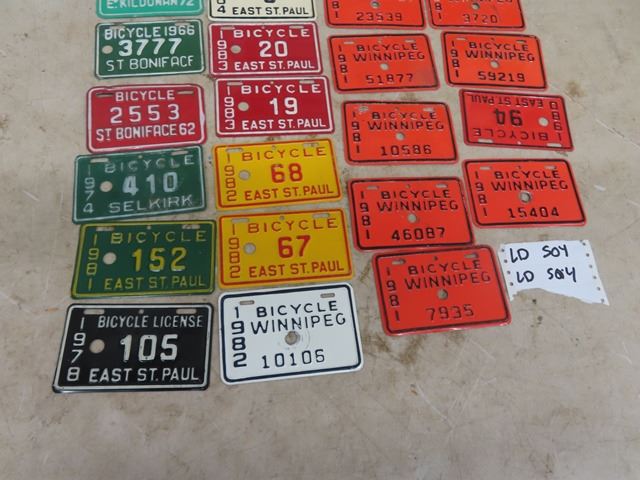 E. KILDONAN 72
BICYCLE 1966
3777
ST BONIFACE
BICYCLE
2553
ST BONIFACE 62
1974
BICYCLE
410
SELKIRK
1981
BICYCLE
152
EAST ST. PAUL
1978
BICYCLE LICENSE
105
EAST ST. PAUL
EAST ST. PAUL
1983
BICYCLE
20
EAST ST. PAUL
1983
BICYCLE
19
EAST ST. PAUL
1982
BICYCLE
68
EAST ST. PAUL
1982
BICYCLE
67
EAST ST. PAUL
1982
BICYCLE
WINNIPEG
10106
23539
1981
BICYCLE
WINNIPEG
51877
1981
BICYCLE
WINNIPEG
10586
1981
BICYCLE
WINNIPEG
46087
1981
BICYCLE
WINNIPEG
7935
3720
1981
BICYCLE
WINNIPEG
59219
1980
BICYCLE
94
EAST ST. PAUL
1981
BICYCLE
WINNIPEG
15404
LD 504
LD 504